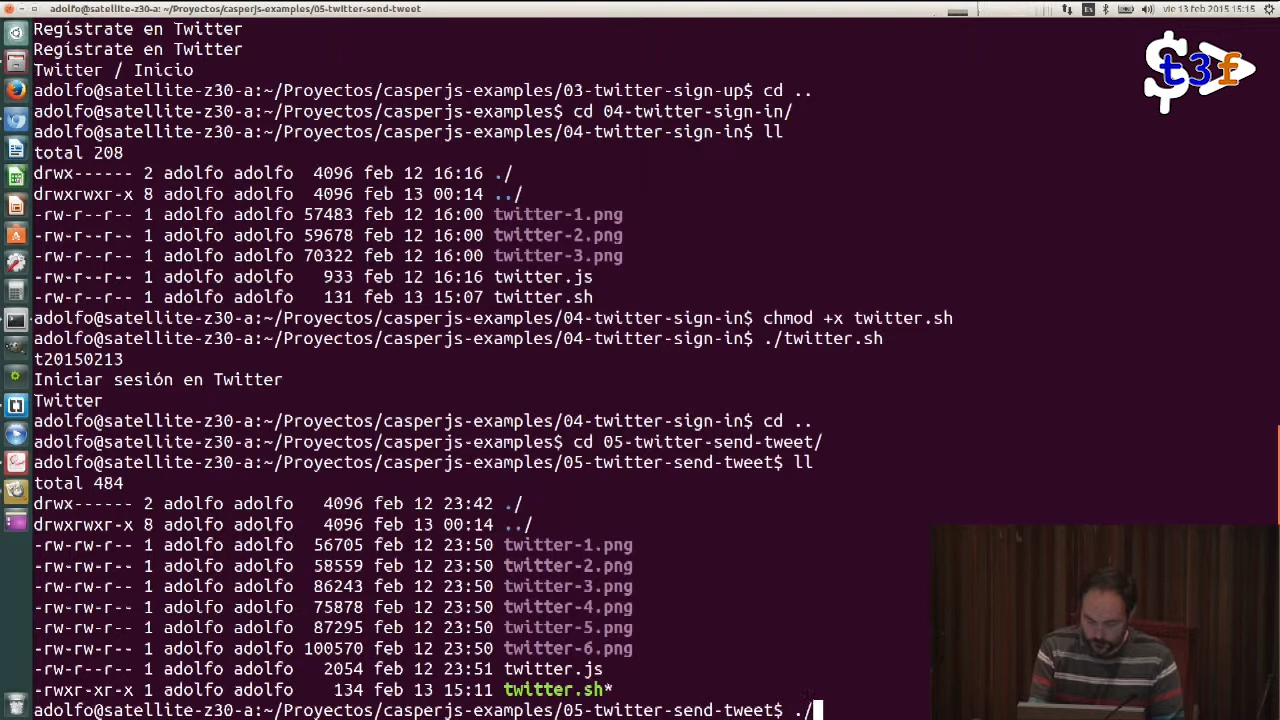 adolfo@satellite-z30-a: ~/Proyectos/casperjs-examples/05-twitter-send-tweet
Es
vie 13 feb 2015 15:15
$t3f
Regístrate en Twitter
Regístrate en Twitter
Twitter / Inicio
adolfo@satellite-z30-a:~/Proyectos/casperjs-examples/03-twitter-sign-up$ cd ..
adolfo@satellite-z30-a:~/Proyectos/casperjs-examples$ cd 04-twitter-sign-in/
adolfo@satellite-z30-a:~/Proyectos/casperjs-examples/04-twitter-sign-in$ ll
total 208
drwx------ 2 adolfo adolfo  4096 feb 12 16:16 ./
drwxrwxr-x 8 adolfo adolfo  4096 feb 13 00:14 ../
-rw-r--r-- 1 adolfo adolfo 57483 feb 12 16:00 twitter-1.png
-rw-r--r-- 1 adolfo adolfo 59678 feb 12 16:00 twitter-2.png
-rw-r--r-- 1 adolfo adolfo 70322 feb 12 16:00 twitter-3.png
-rw-r--r-- 1 adolfo adolfo   933 feb 12 16:16 twitter.js
-rw-r--r-- 1 adolfo adolfo   131 feb 13 15:07 twitter.sh
adolfo@satellite-z30-a:~/Proyectos/casperjs-examples/04-twitter-sign-in$ chmod +x twitter.sh
adolfo@satellite-z30-a:~/Proyectos/casperjs-examples/04-twitter-sign-in$ ./twitter.sh
t20150213
Iniciar sesión en Twitter
Twitter
adolfo@satellite-z30-a:~/Proyectos/casperjs-examples/04-twitter-sign-in$ cd ..
adolfo@satellite-z30-a:~/Proyectos/casperjs-examples$ cd 05-twitter-send-tweet/
adolfo@satellite-z30-a:~/Proyectos/casperjs-examples/05-twitter-send-tweet$ ll
total 484
drwx------ 2 adolfo adolfo   4096 feb 12 23:42 ./
drwxrwxr-x 8 adolfo adolfo   4096 feb 13 00:14 ../
-rw-rw-r-- 1 adolfo adolfo  56705 feb 12 23:50 twitter-1.png
-rw-rw-r-- 1 adolfo adolfo  58559 feb 12 23:50 twitter-2.png
-rw-rw-r-- 1 adolfo adolfo  86243 feb 12 23:50 twitter-3.png
-rw-rw-r-- 1 adolfo adolfo  75878 feb 12 23:50 twitter-4.png
-rw-rw-r-- 1 adolfo adolfo  87295 feb 12 23:50 twitter-5.png
-rw-rw-r-- 1 adolfo adolfo 100570 feb 12 23:50 twitter-6.png
-rw-rw-r-- 1 adolfo adolfo   2054 feb 12 23:51 twitter.js
-rwxr-xr-x 1 adolfo adolfo    134 feb 13 15:11 twitter.sh*
adolfo@satellite-z30-a:~/Proyectos/casperjs-examples/05-twitter-send-tweet$ ./